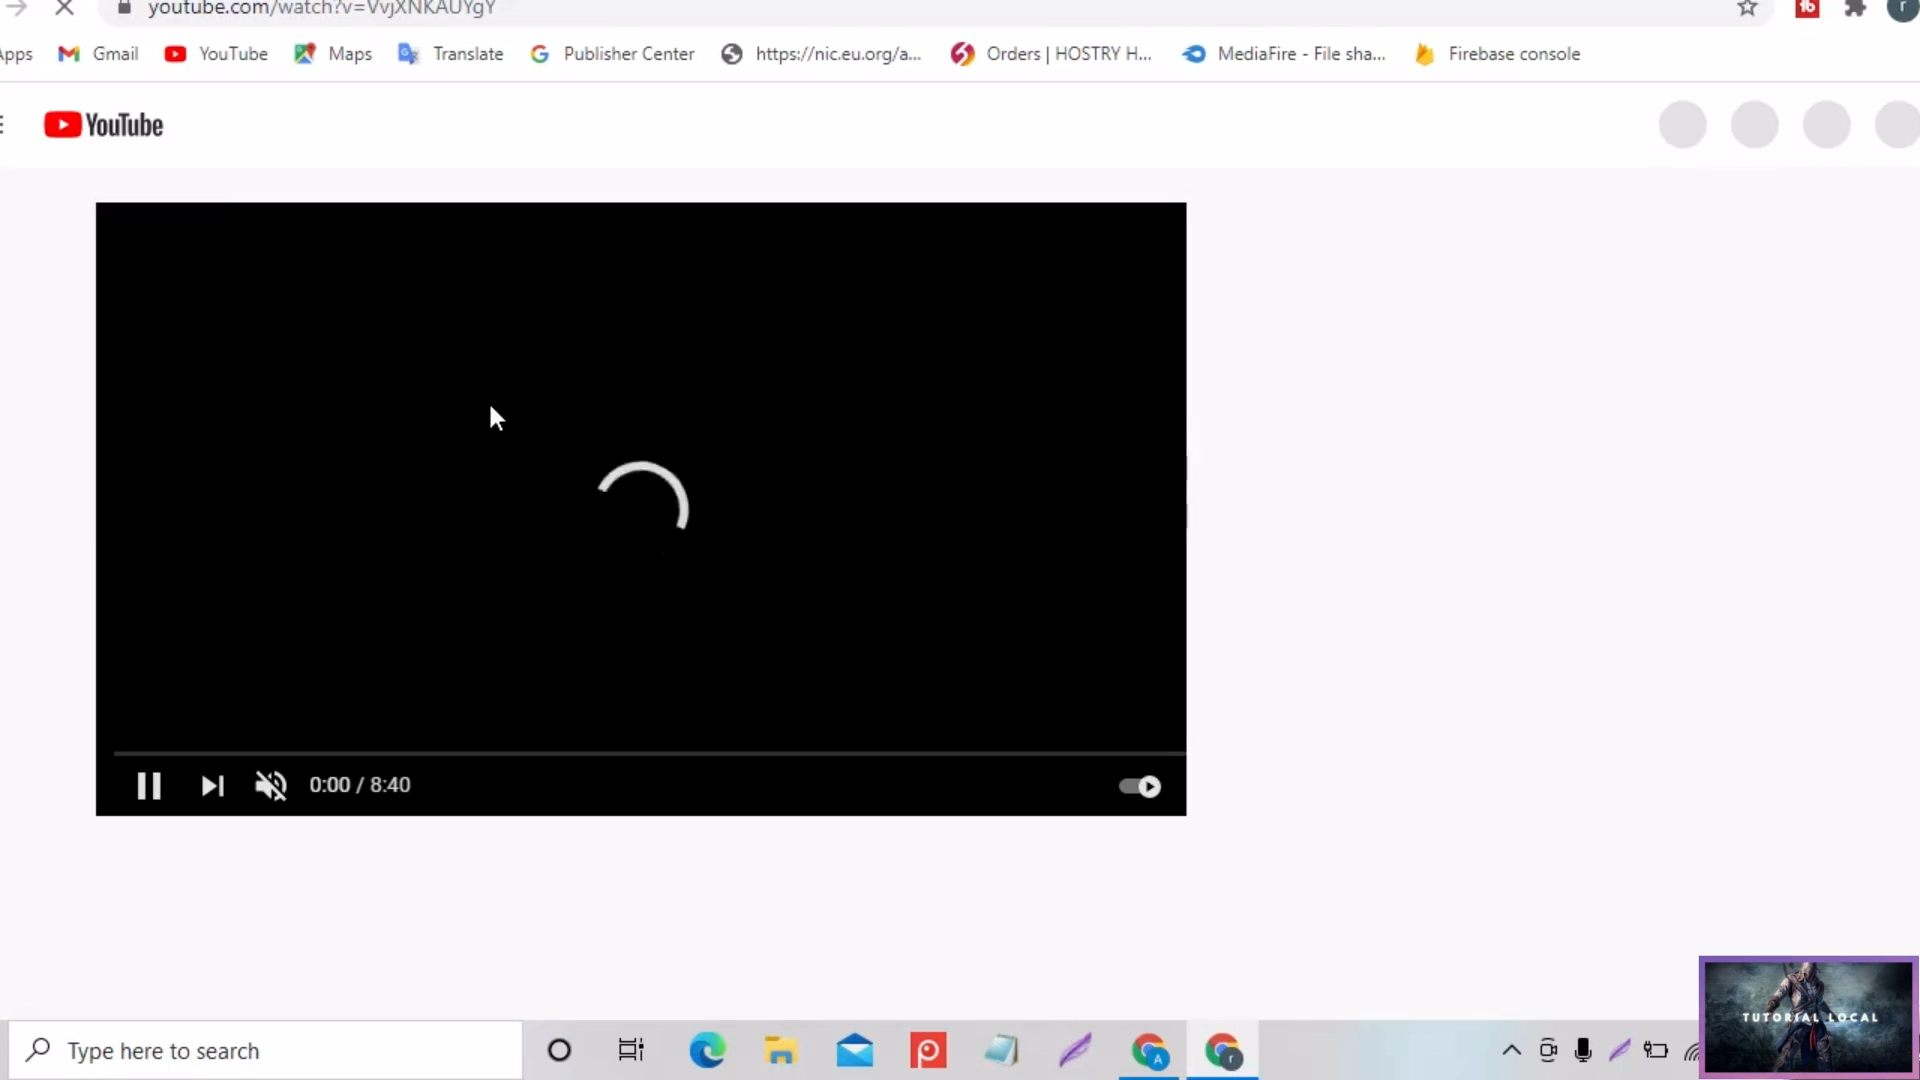 youtube.com/watch?v=VvjXNKAUYgY
Apps Gmail YouTube Maps Translate Publisher Center https://nic.eu.org/a... Orders | HOSTRY H... MediaFire - File sha... Firebase console
YouTube
0:00 / 8:40
TUTORIAL LOCAL
Type here to search